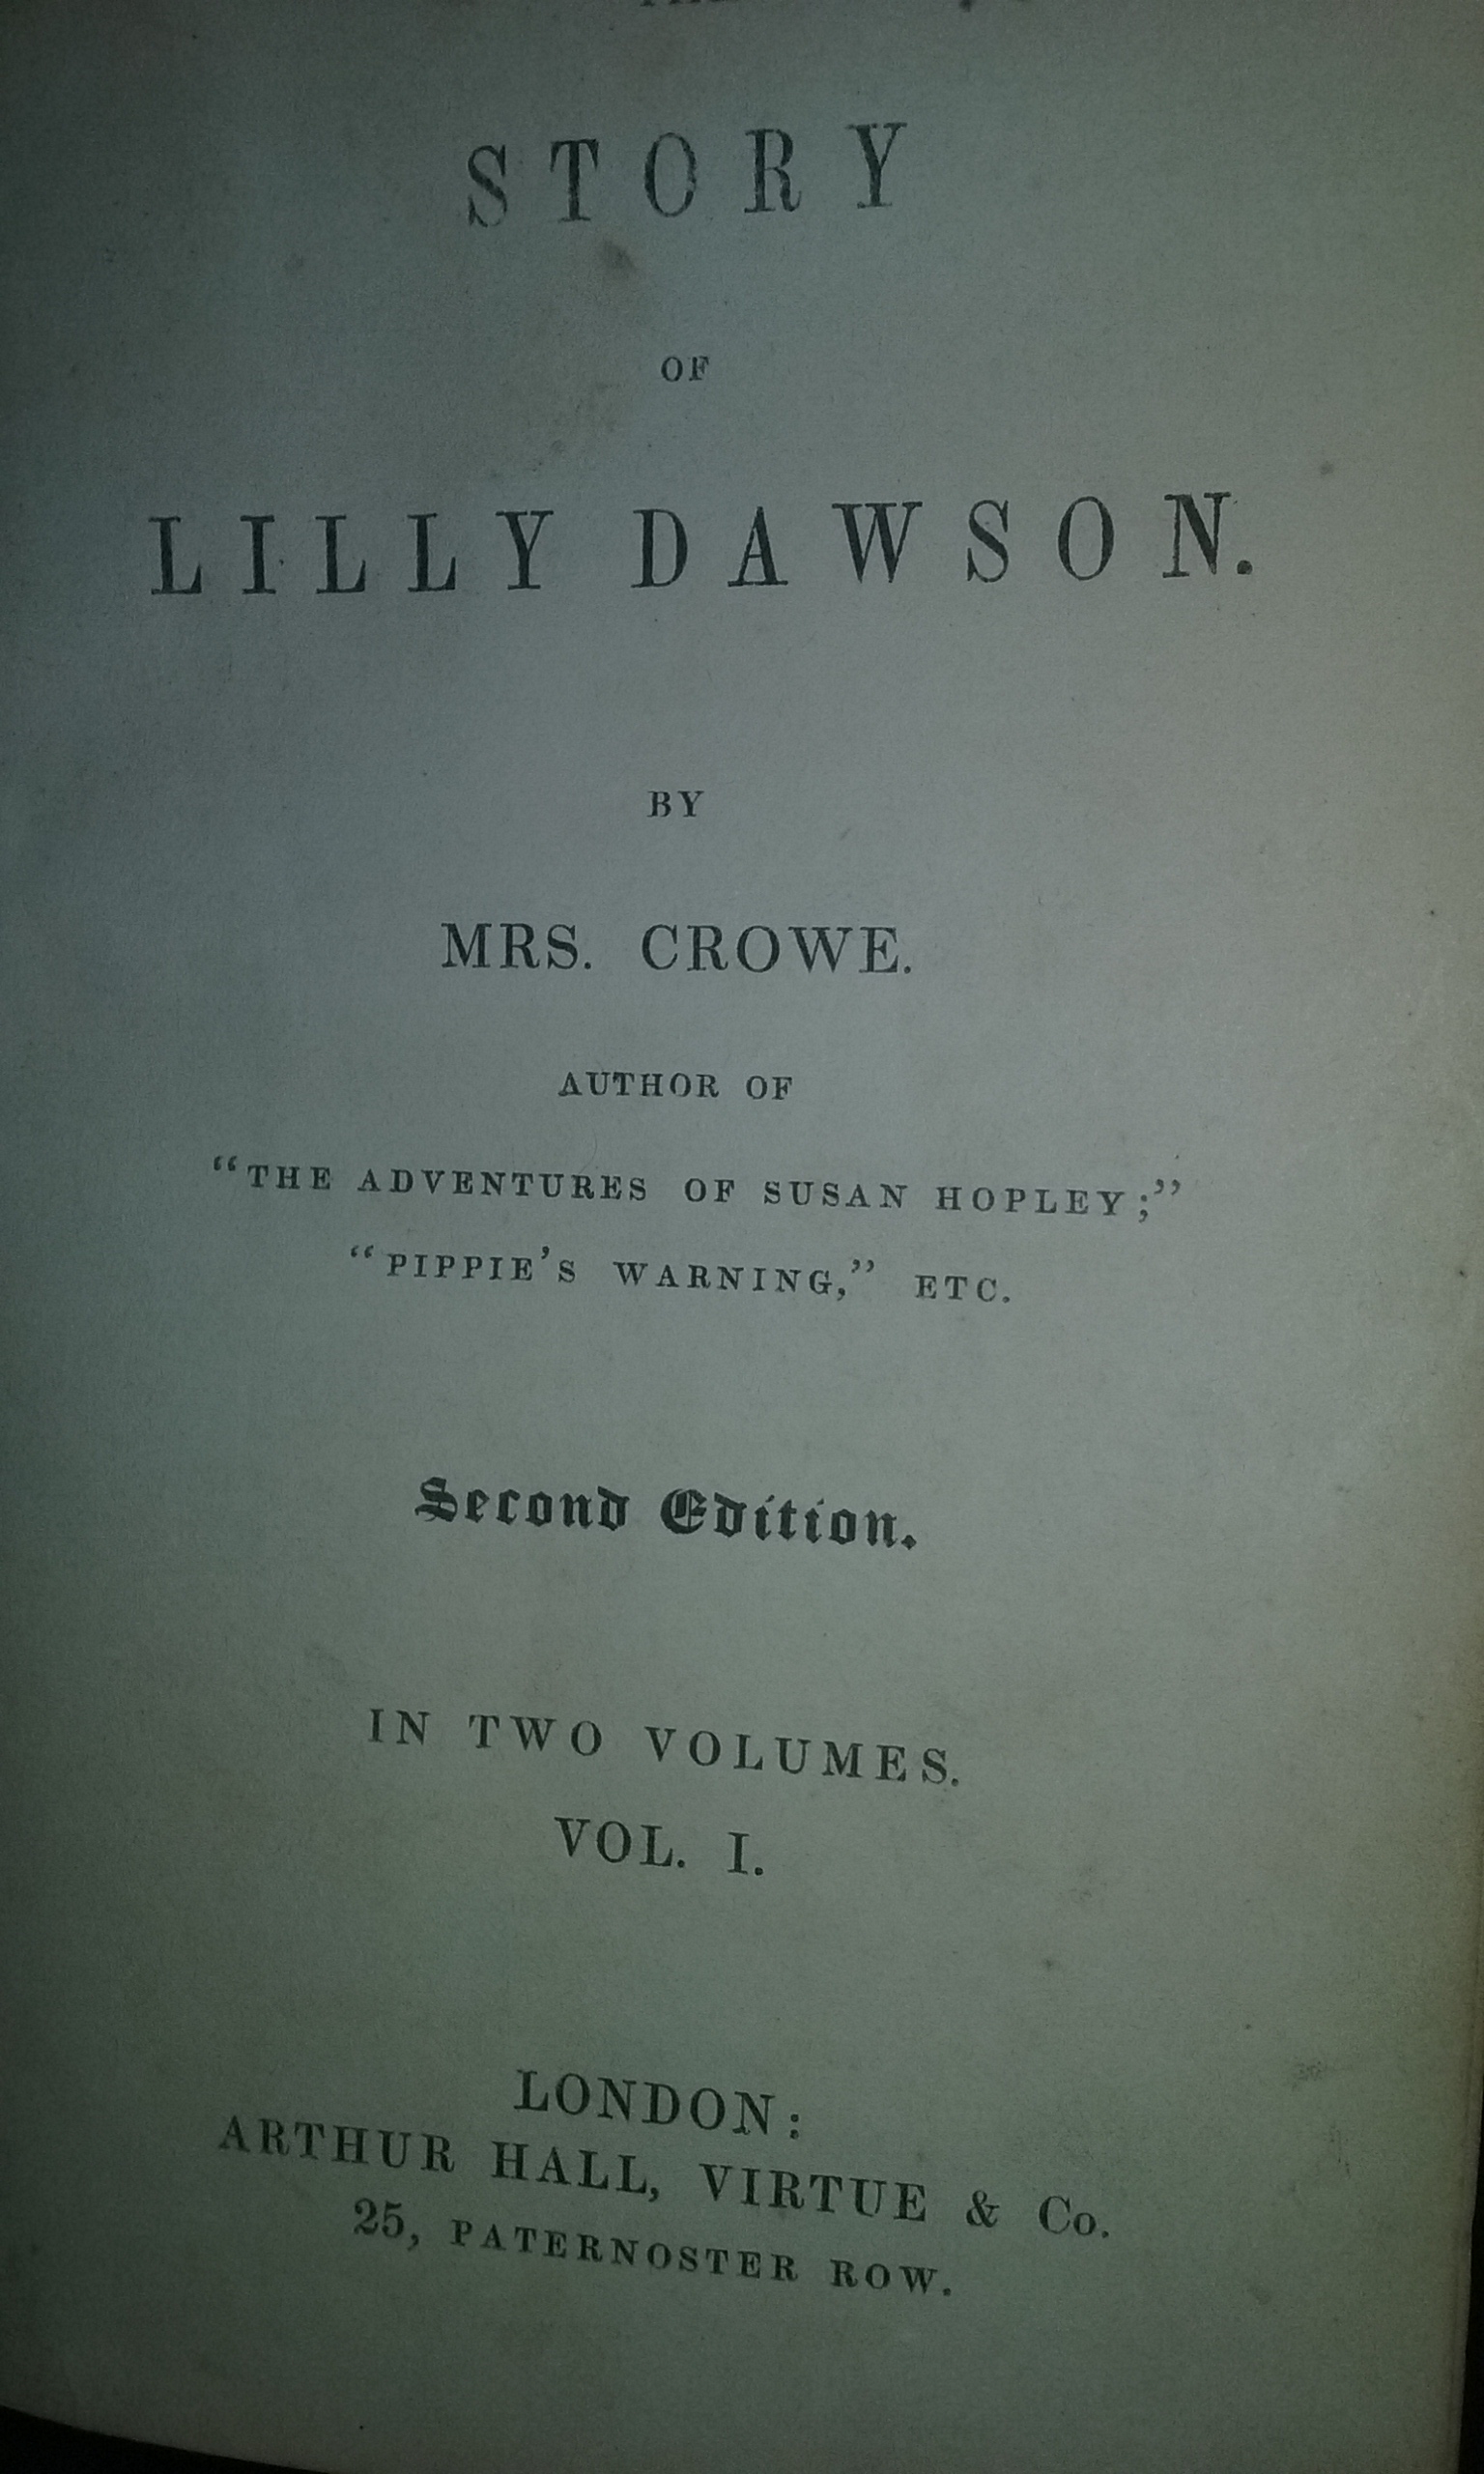 STORY
OF
LILLY DAWSON.
BY
MRS. CROWE.
AUTHOR OF
“THE ADVENTURES OF SUSAN HOPLEY;”
“PIPPIE’S WARNING,” ETC.
Second Edition.
IN TWO VOLUMES.
VOL. I.
LONDON:
ARTHUR HALL, VIRTUE & Co.
25, PATERNOSTER ROW.